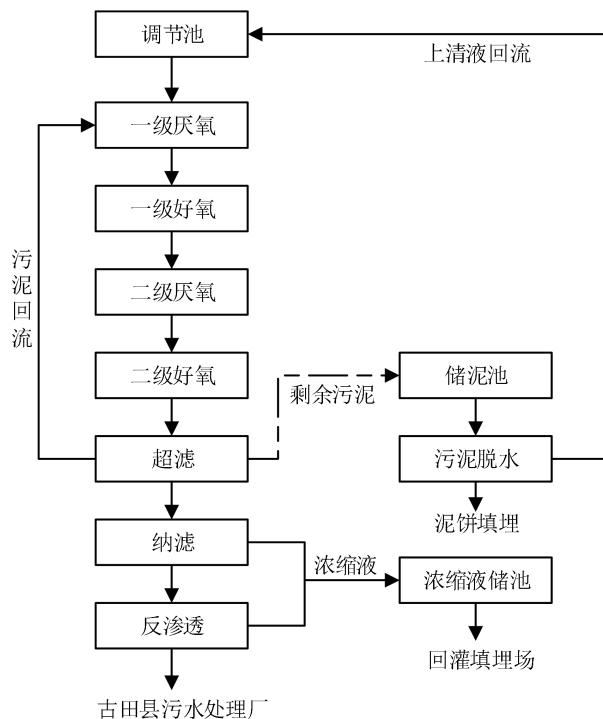 调节池
上清液回流
一级厌氧
一级好氧
污泥回流
二级厌氧
二级好氧
剩余污泥
储泥池
超滤
污泥脱水
泥饼填埋
纳滤
浓缩液
浓缩液储池
反渗透
回灌填埋场
古田县污水处理厂